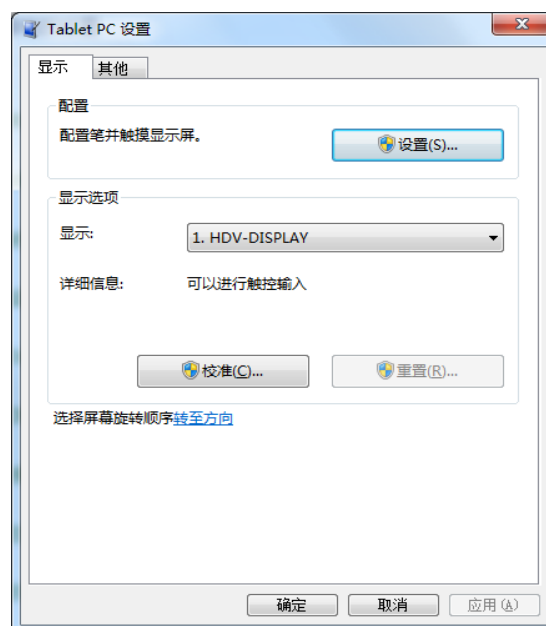 Tablet PC 设置
显示 其他
配置
配置笔并触摸显示屏。
设置(S)...
显示选项
显示: 1. HDV-DISPLAY
详细信息: 可以进行触控输入
校准(C)... 重置(R)...
选择屏幕旋转顺序转至方向
确定 取消 应用(A)